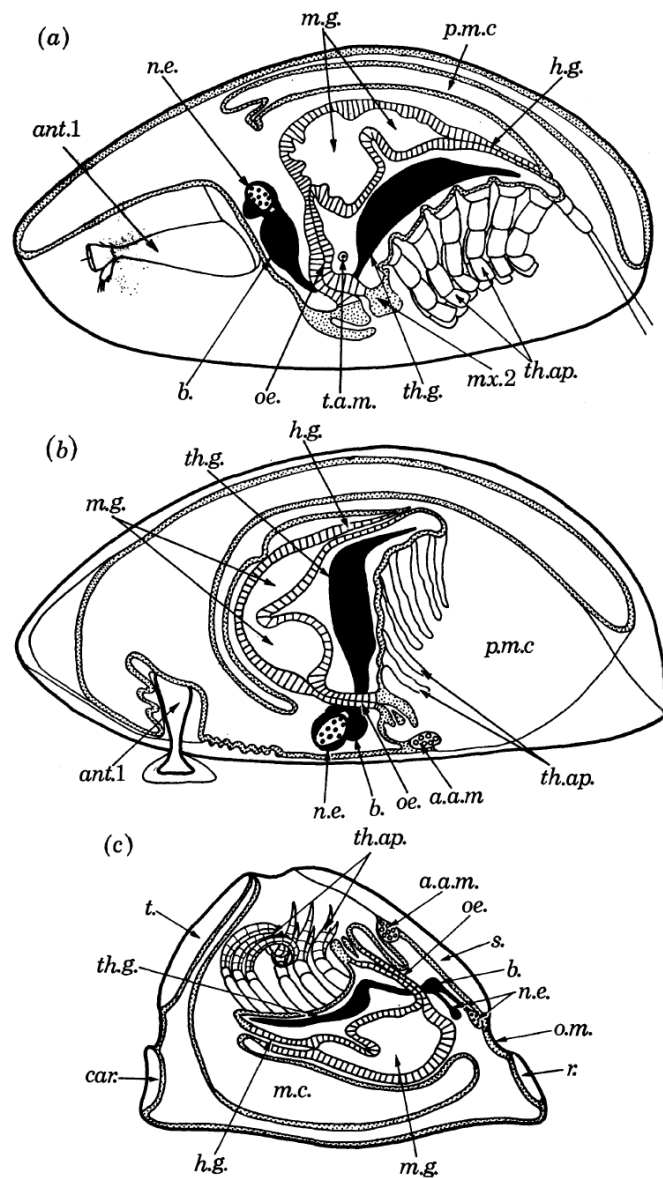 (a)
m.g.
p.m.c
n.e.
h.g.
ant.1
b.
oe.
t.a.m.
th.g.
mx.2
th.ap.
(b)
h.g.
th.g.
m.g.
p.m.c
ant.1
n.e.
b.
oe.
a.a.m
th.ap.
(c)
th.ap.
a.a.m.
oe.
t.
s.
th.g.
b.
n.e.
o.m.
car.
r.
m.c.
h.g.
m.g.